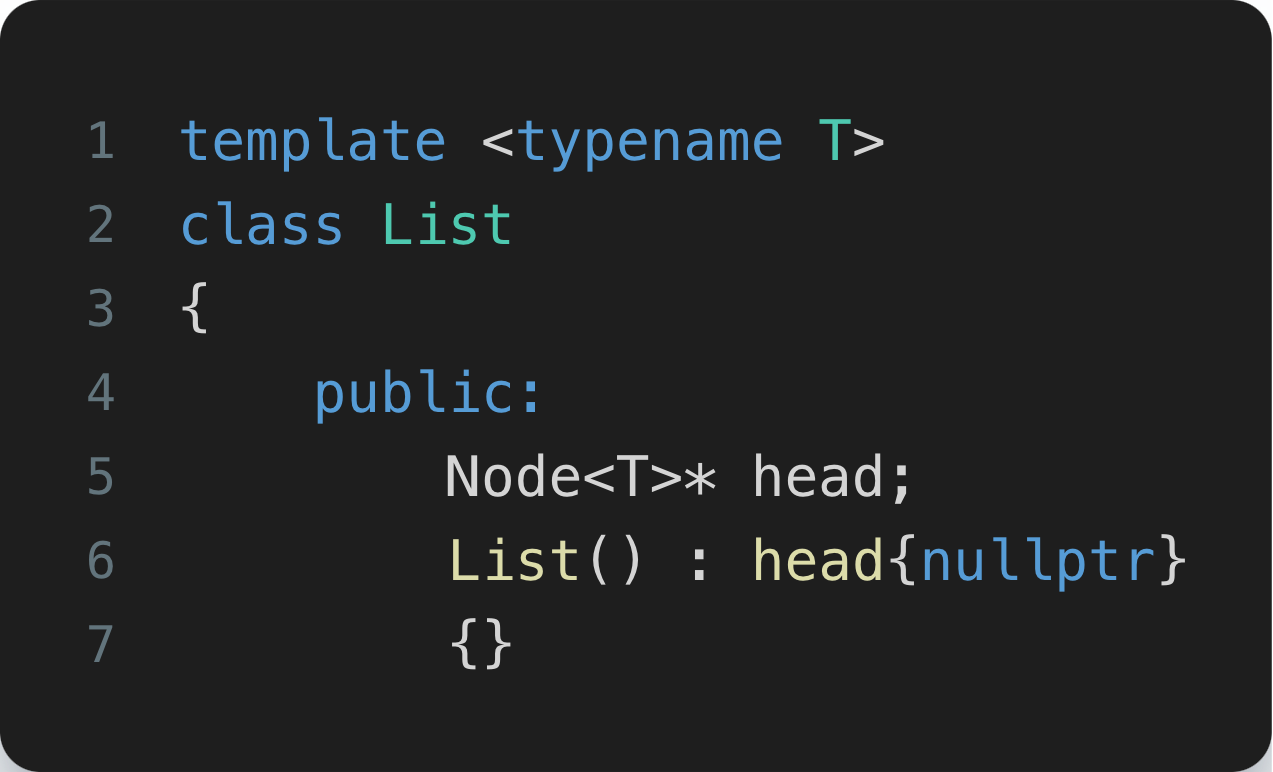 1 template <typename T>
2 class List
3 {
4     public:
5         Node<T>* head;
6         List() : head{nullptr}
7         {}